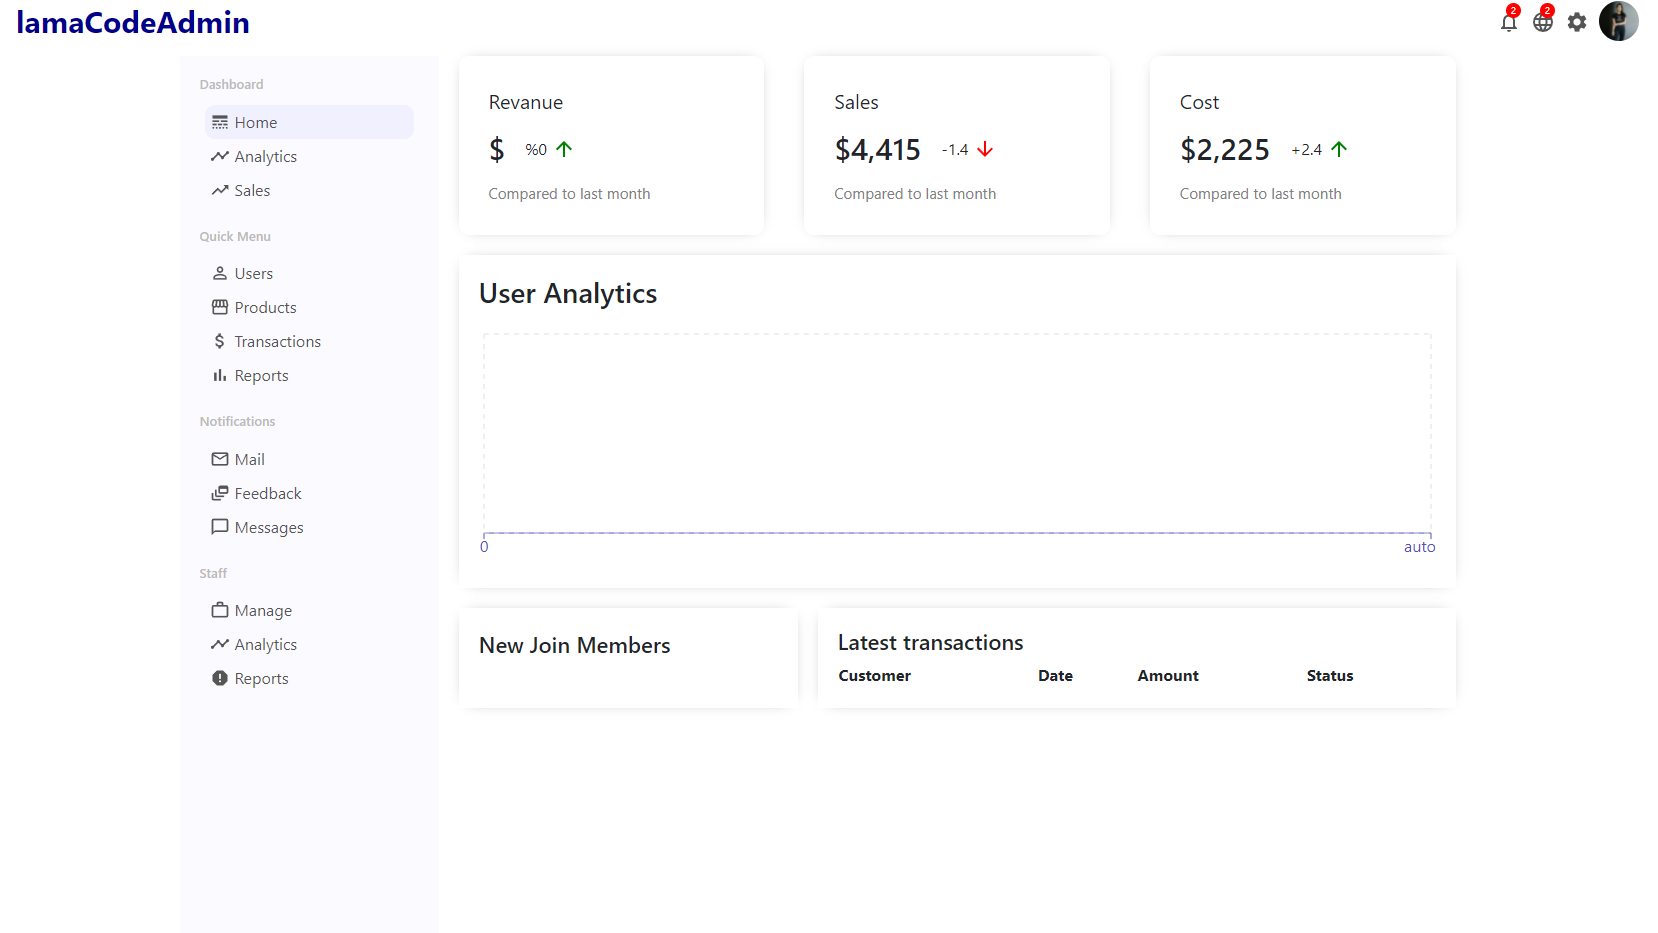 lamaCodeAdmin
2
2
Dashboard
Home
Analytics
Sales
Quick Menu
Users
Products
Transactions
Reports
Notifications
Mail
Feedback
Messages
Staff
Manage
Analytics
Reports
Revanue
$ %0
Compared to last month
Sales
$4,415 -1.4
Compared to last month
Cost
$2,225 +2.4
Compared to last month
User Analytics
0 auto
New Join Members
Latest transactions
Customer Date Amount Status